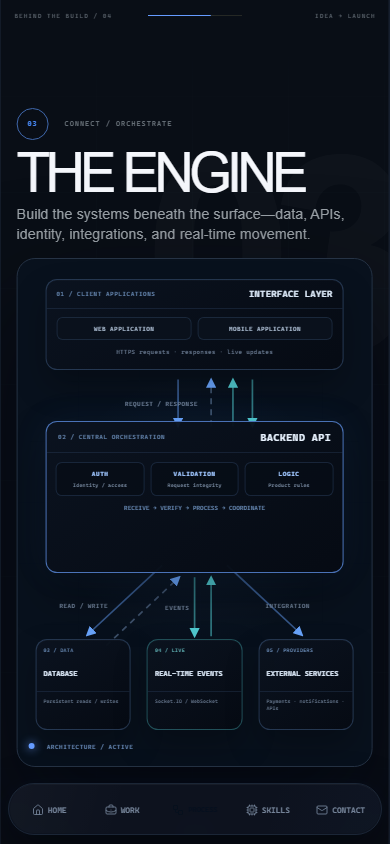 BEHIND THE BUILD / 04
IDEA → LAUNCH
03
CONNECT / ORCHESTRATE
THE ENGINE
Build the systems beneath the surface—data, APIs,
identity, integrations, and real-time movement.
01 / CLIENT APPLICATIONS
INTERFACE LAYER
WEB APPLICATION
MOBILE APPLICATION
HTTPS requests · responses · live updates
REQUEST / RESPONSE
02 / CENTRAL ORCHESTRATION
BACKEND API
AUTH
Identity / access
VALIDATION
Request integrity
LOGIC
Product rules
RECEIVE → VERIFY → PROCESS → COORDINATE
READ / WRITE
EVENTS
INTEGRATION
03 / DATA
DATABASE
Persistent reads / writes
04 / LIVE
REAL-TIME EVENTS
Socket.IO / WebSocket
05 / PROVIDERS
EXTERNAL SERVICES
Payments · notifications ·
APIs
ARCHITECTURE / ACTIVE
HOME
WORK
SKILLS
CONTACT